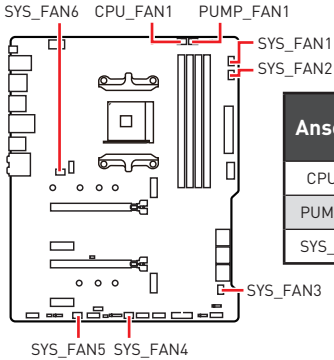 SYS_FAN6 CPU_FAN1 PUMP_FAN1
SYS_FAN1
SYS_FAN2
SYS_FAN3
SYS_FAN5 SYS_FAN4
Ansc
CPU
PUM
SYS_